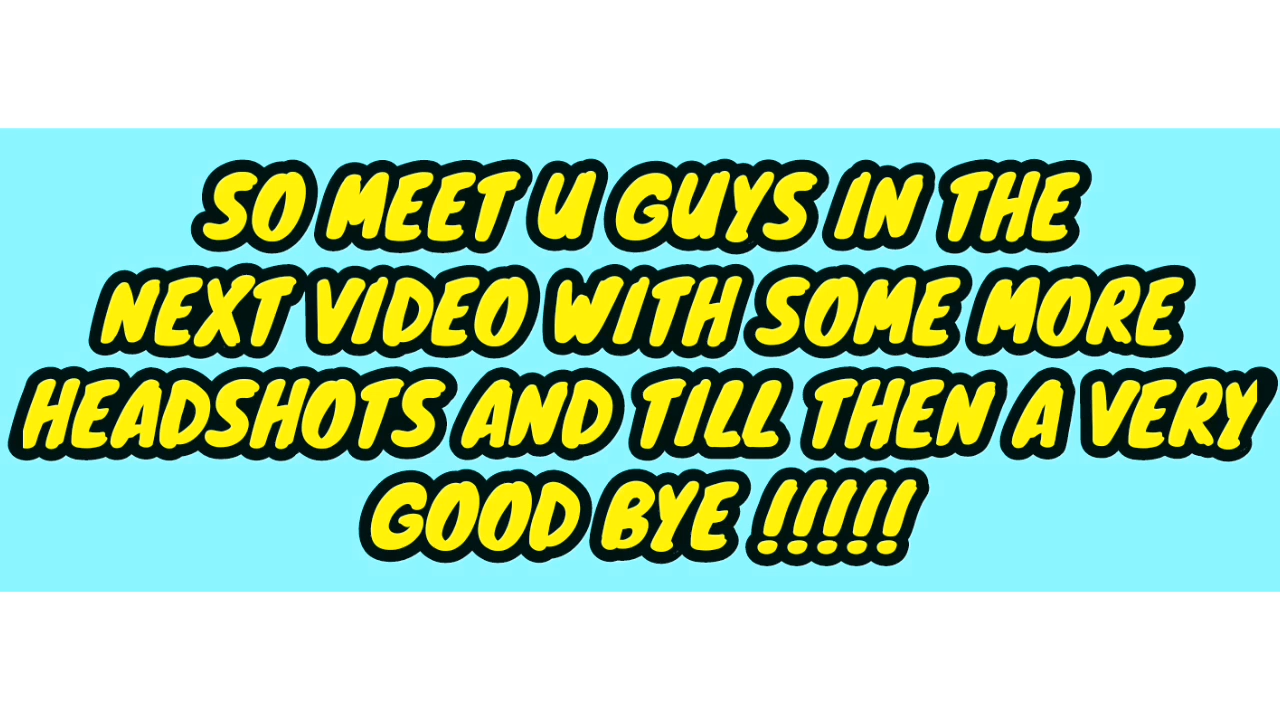 SO MEET U GUYS IN THE
NEXT VIDEO WITH SOME MORE
HEADSHOTS AND TILL THEN A VERY
GOOD BYE !!!!!